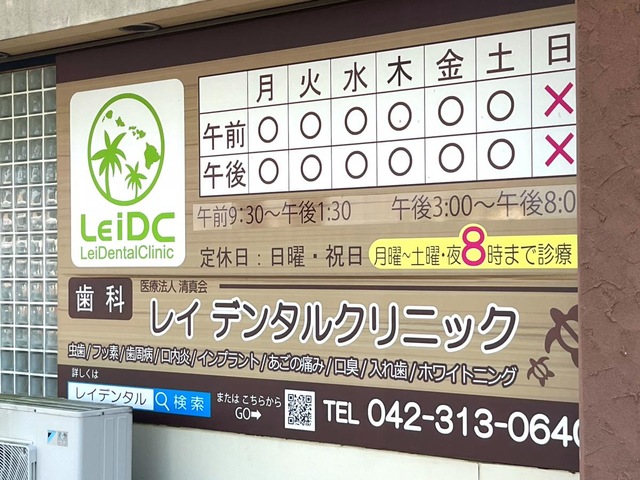 月 火 水 木 金 土 日
午前 ○ ○ ○ ○ ○ ○ ×
午後 ○ ○ ○ ○ ○ ○ ×
LeiDC
LeiDentalClinic
午前9:30〜午後1:30 午後3:00〜午後8:0
定休日：日曜・祝日 月曜〜土曜・夜8時まで診療
医療法人 清真会
歯科 レイ デンタルクリニック
虫歯/フッ素/歯周病/口内炎/インプラント/あごの痛み/口臭/入れ歯/ホワイトニング
詳しくは
レイデンタル 検索 または こちらから GO➡ TEL 042-313-0640